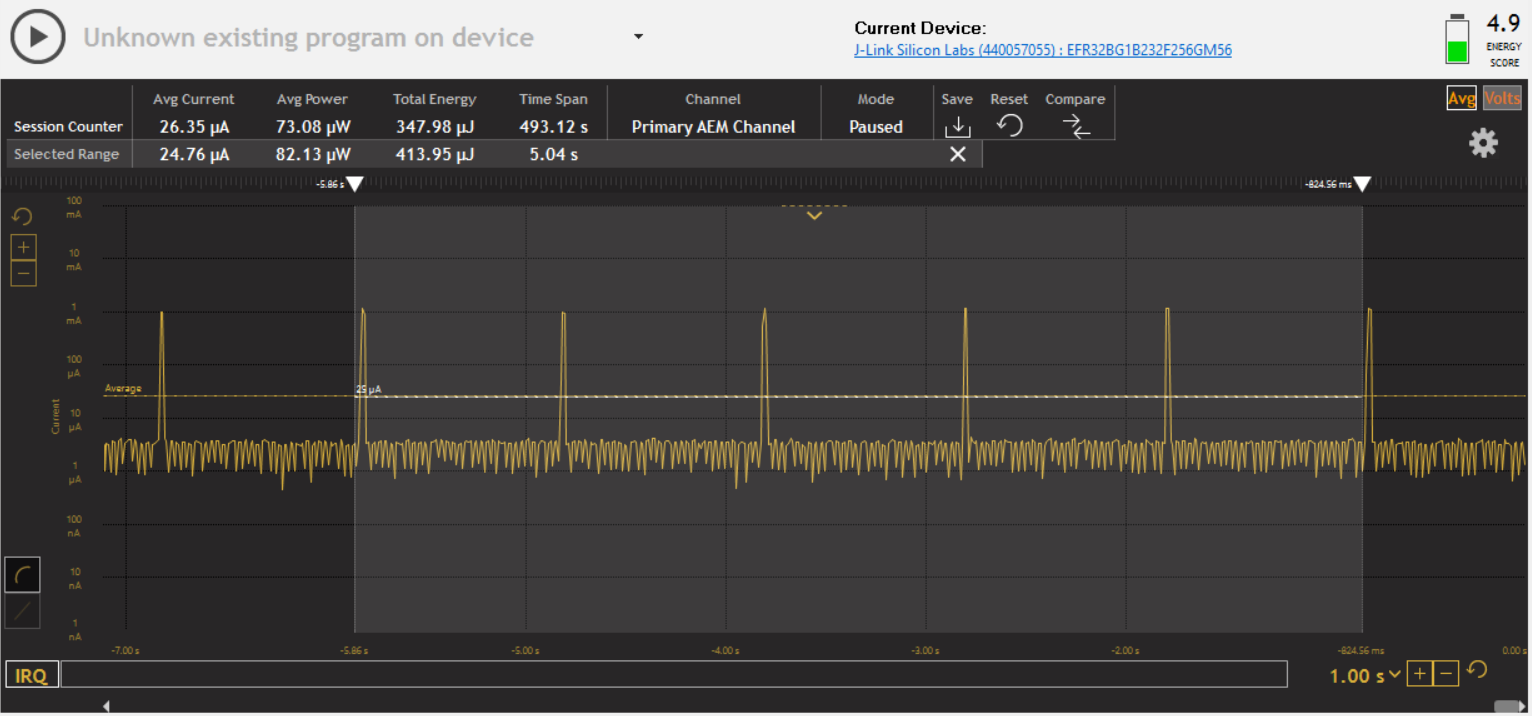 Unknown existing program on device
Current Device:
J-Link Silicon Labs (440057055) : EFR32BG1B232F256GM56
4.9
ENERGY
SCORE
Avg Current Avg Power Total Energy Time Span Channel Mode Save Reset Compare
Avg Volts
Session Counter 26.35 µA 73.08 µW 347.98 µJ 493.12 s Primary AEM Channel Paused
Selected Range 24.76 µA 82.13 µW 413.95 µJ 5.04 s
-5.86 s -824.56 ms
100
mA
10
mA
1
mA
100
µA
Average 25 µA
Current
10
µA
1
µA
100
nA
10
nA
1
nA
-7.00 s -5.86 s -5.00 s -4.00 s -3.00 s -2.00 s -824.56 ms 0.00 s
IRQ 1.00 s